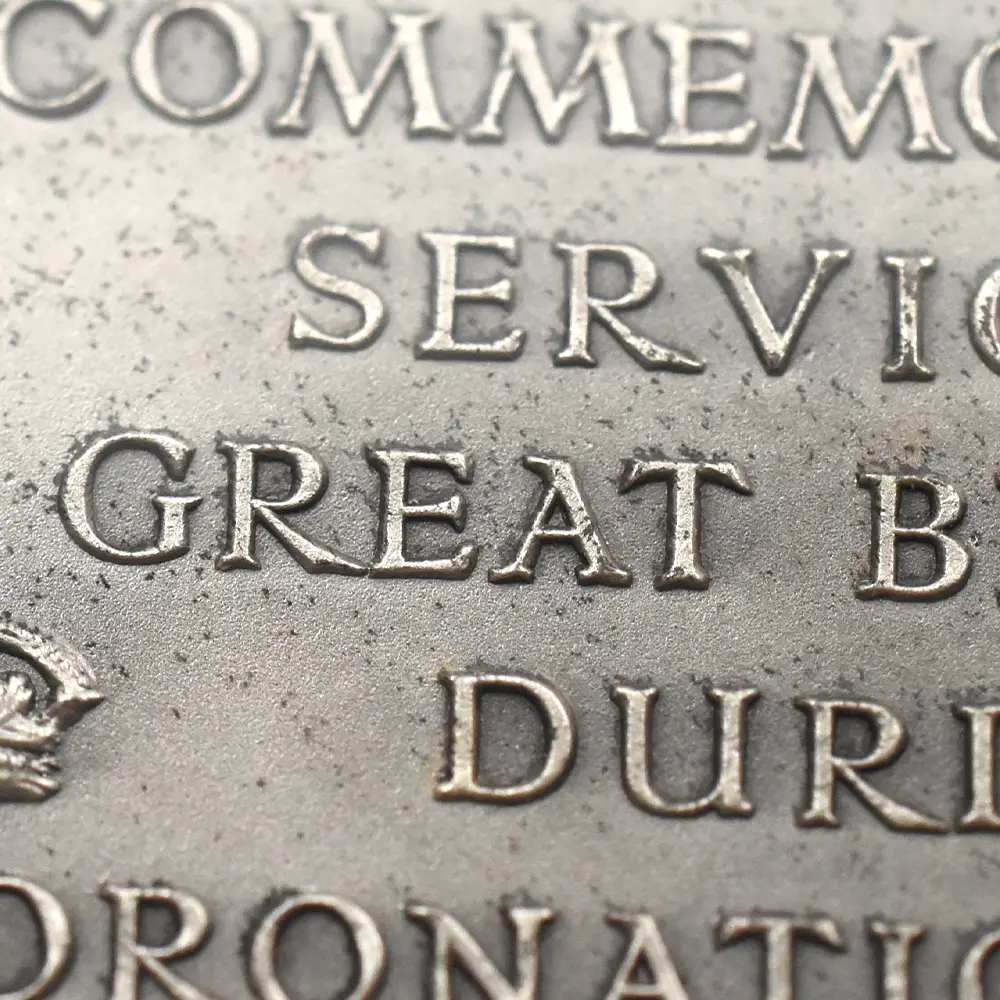 COMMEMO
SERVIC
GREAT B
DURI
ORONATIO